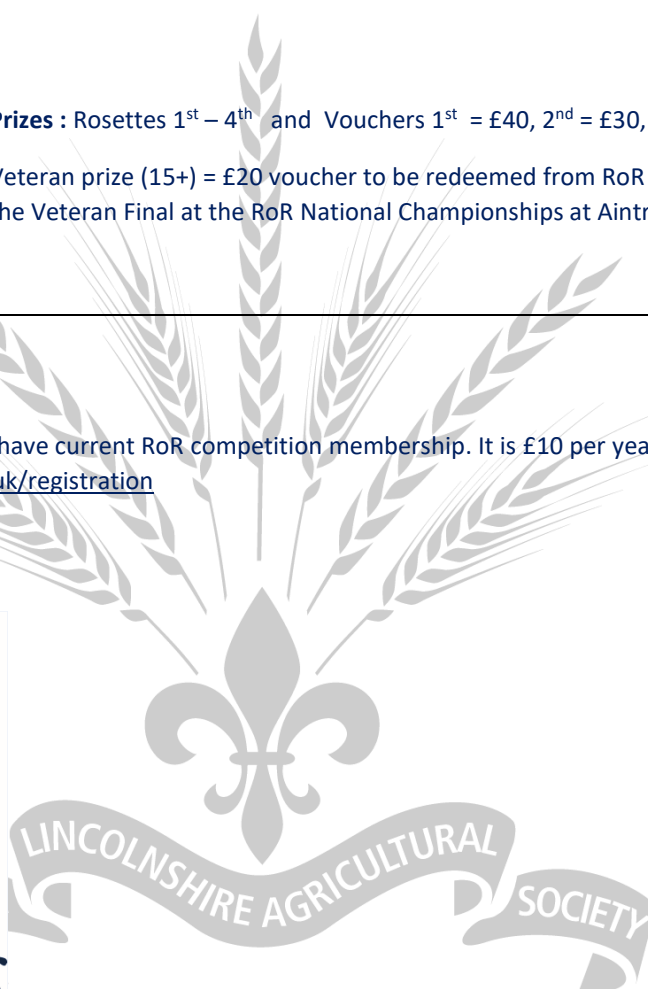 Prizes : Rosettes 1st – 4th and Vouchers 1st = £40, 2nd = £30,
Veteran prize (15+) = £20 voucher to be redeemed from RoR
the Veteran Final at the RoR National Championships at Aintr
have current RoR competition membership. It is £10 per yea
uk/registration
LINCOLNSHIRE AGRICULTURAL SOCIETY